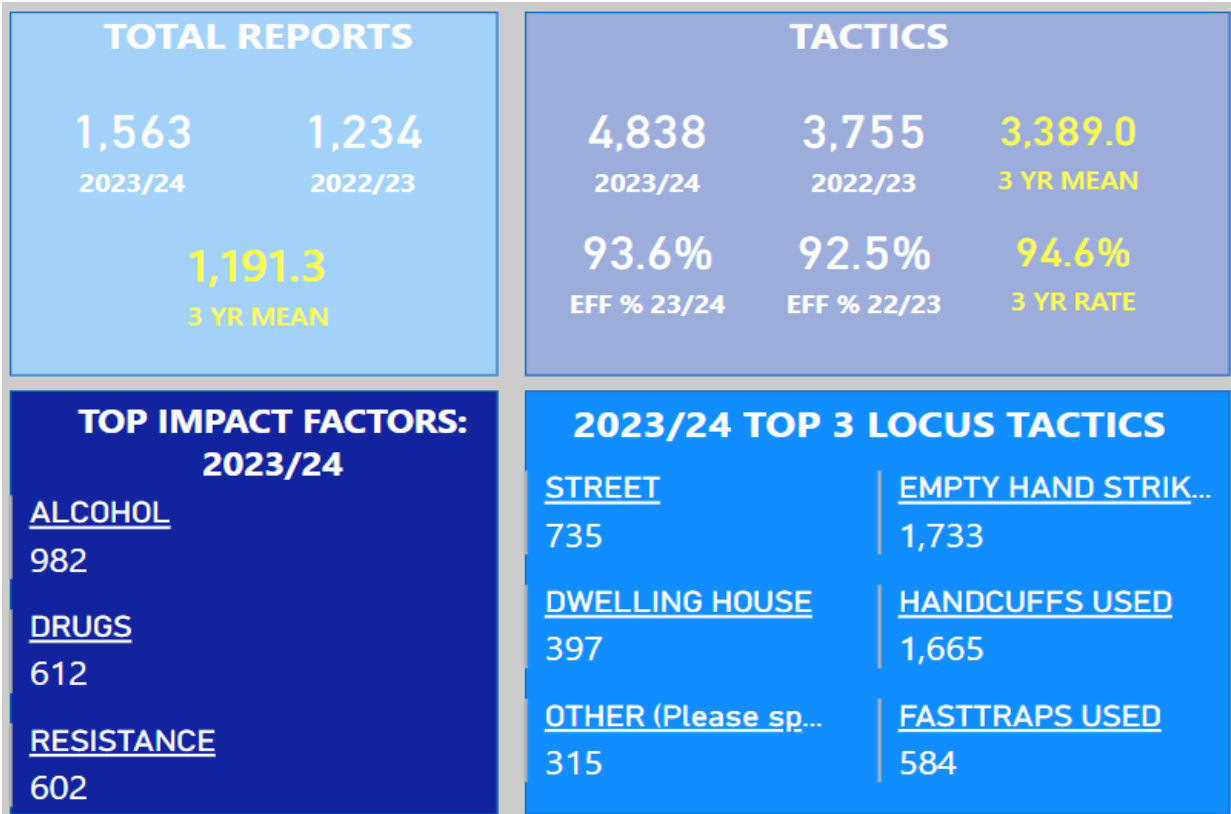 TOTAL REPORTS
1,563 1,234
2023/24 2022/23
1,191.3
3 YR MEAN
TACTICS
4,838 3,755 3,389.0
2023/24 2022/23 3 YR MEAN
93.6% 92.5% 94.6%
EFF % 23/24 EFF % 22/23 3 YR RATE
TOP IMPACT FACTORS:
2023/24
ALCOHOL
982
DRUGS
612
RESISTANCE
602
2023/24 TOP 3 LOCUS TACTICS
STREET EMPTY HAND STRIK...
735 1,733
DWELLING HOUSE HANDCUFFS USED
397 1,665
OTHER (Please sp... FASTTRAPS USED
315 584